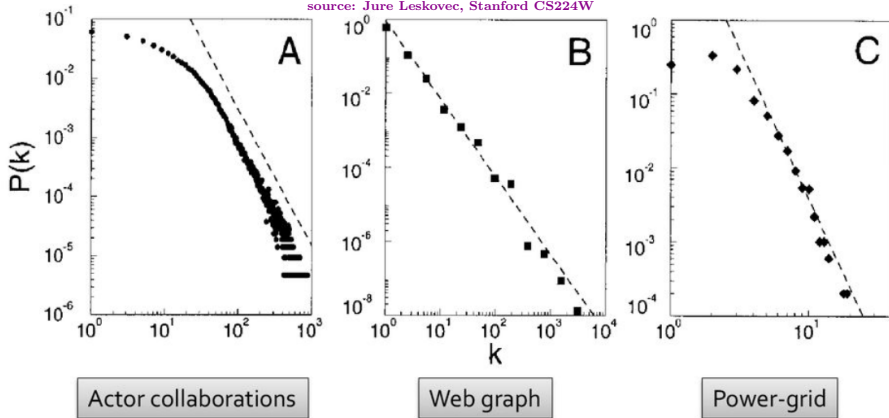 source: Jure Leskovec, Stanford CS224W
A
B
C
P(k)
10^-1
10^-2
10^-3
10^-4
10^-5
10^-6
10^0 10^1 10^2 10^3
10^0
10^-2
10^-4
10^-6
10^-8
10^0 10^1 10^2 10^3 10^4
10^0
10^-1
10^-2
10^-3
10^-4
10^0 10^1
k
Actor collaborations
Web graph
Power-grid